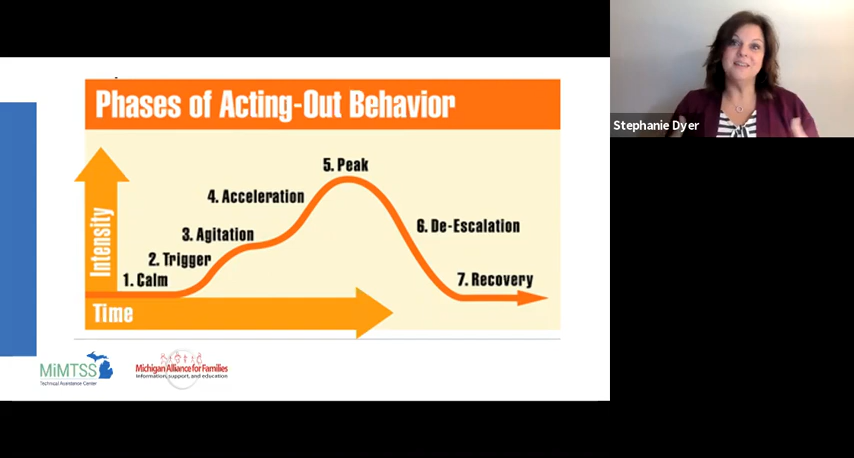 Phases of Acting-Out Behavior
5. Peak
4. Acceleration
3. Agitation
6. De-Escalation
2. Trigger
1. Calm
7. Recovery
Intensity
Time
MiMTSS
Technical Assistance Center
Michigan Alliance for Families
information, support, and education
Stephanie Dyer